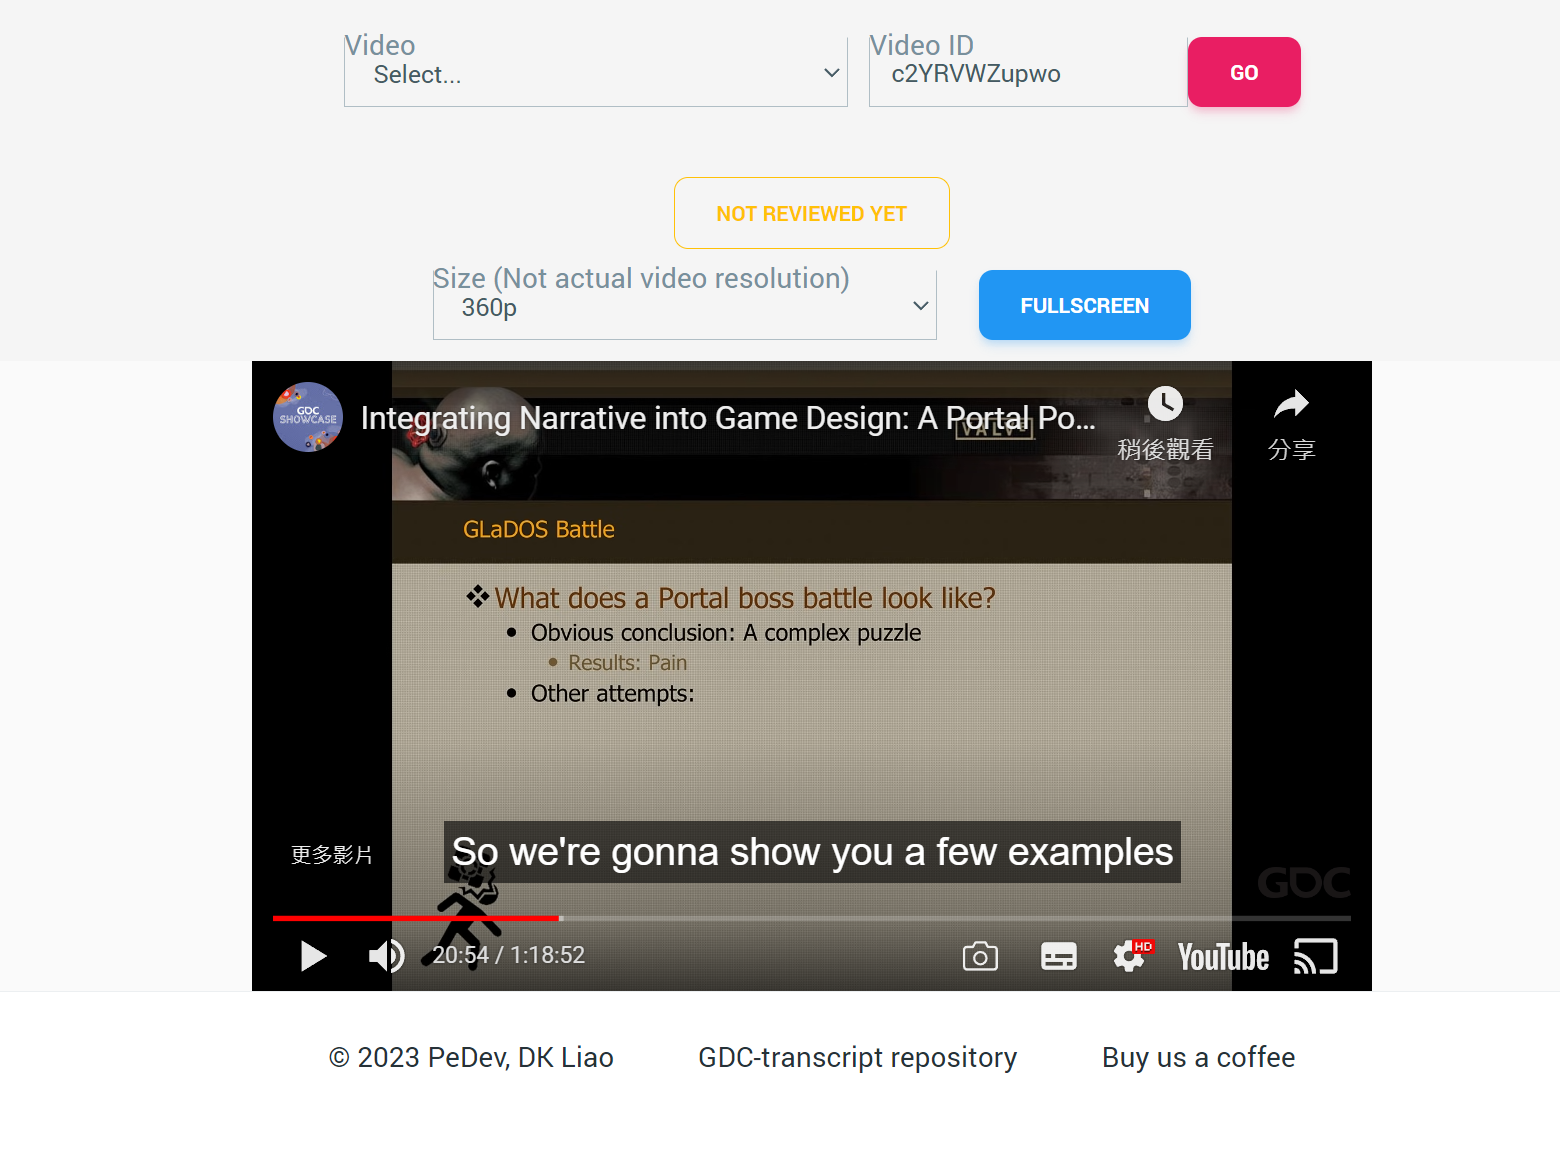 Video
Select...
Video ID
c2YRVWZupwo
GO
NOT REVIEWED YET
Size (Not actual video resolution)
360p
FULLSCREEN
GDC
SHOWCASE
Integrating Narrative into Game Design: A Portal Po...
VALVE
稍後觀看
分享
GLaDOS Battle
What does a Portal boss battle look like?
Obvious conclusion: A complex puzzle
Results: Pain
Other attempts:
更多影片
So we're gonna show you a few examples
GDC
20:54 / 1:18:52
HD
YouTube
© 2023 PeDev, DK Liao
GDC-transcript repository
Buy us a coffee